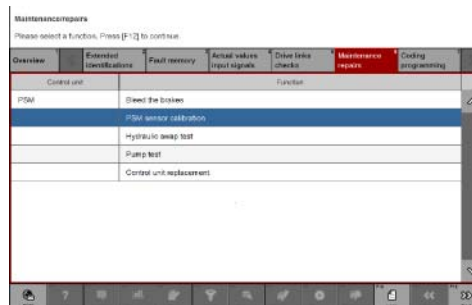 Maintenance/repairs
Please select a function. Press [F12] to continue.
Overview
Extended identifications
Fault memory
Actual values input signals
Drive links checks
Maintenance repairs
Coding programming
Control unit
Function
PSM
Bleed the brakes
PSM sensor calibration
Hydraulic swap test
Pump test
Control unit replacement